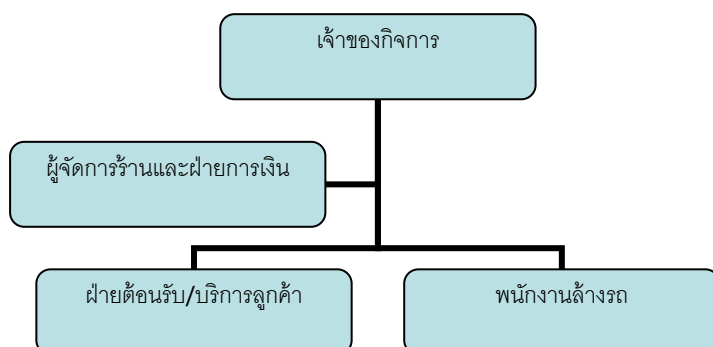 เจ้าของกิจการ
ผู้จัดการร้านและฝ่ายการเงิน
ฝ่ายต้อนรับ/บริการลูกค้า
พนักงานล้างรถ